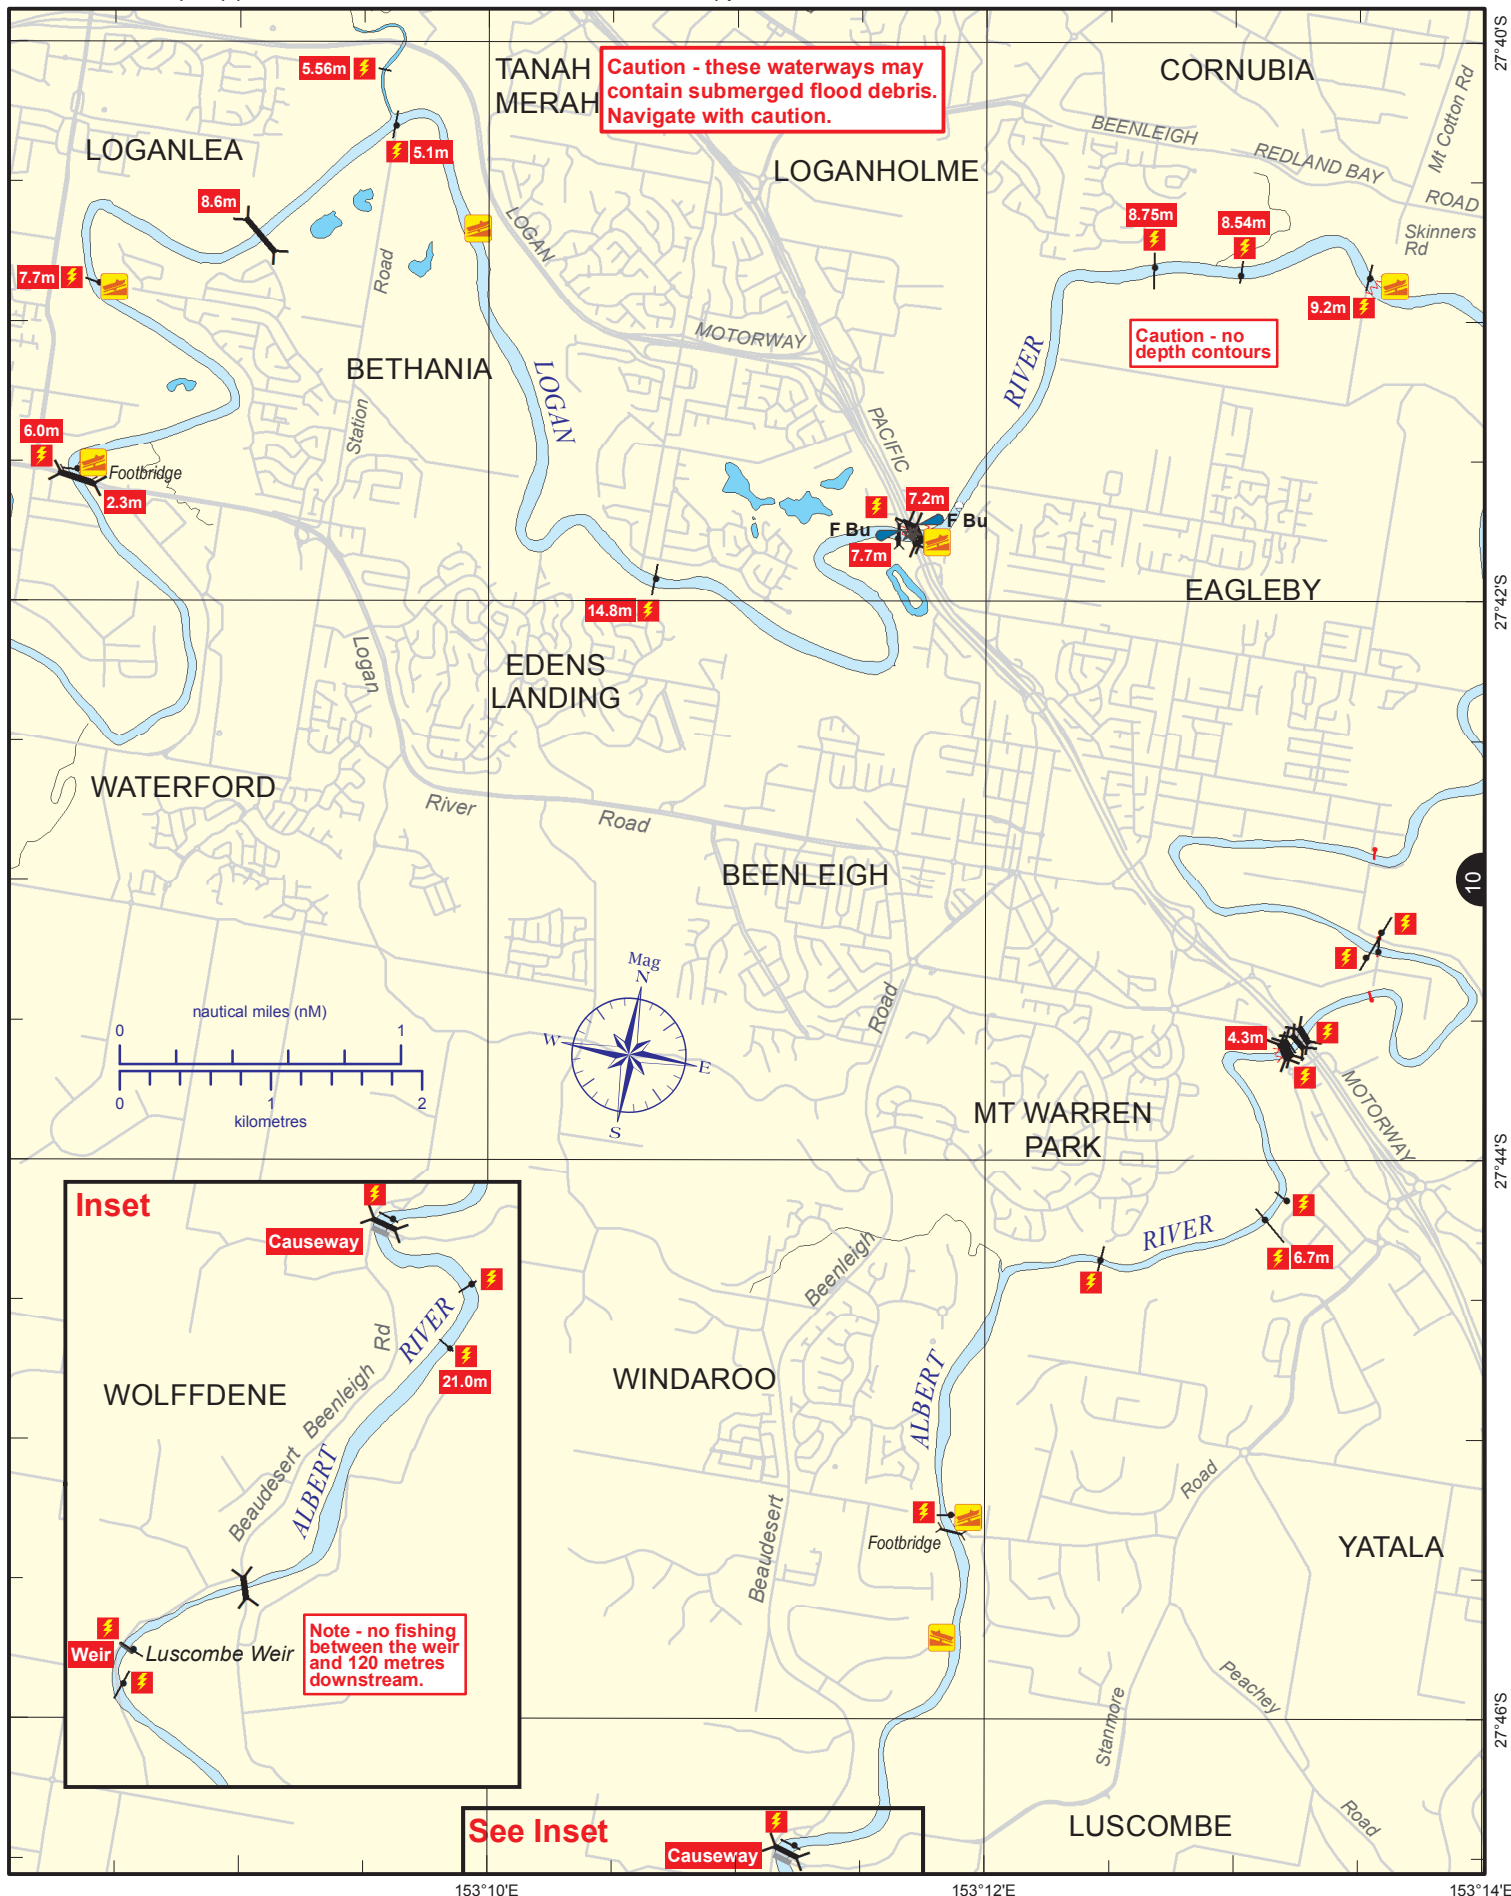 27°40'S
TANAH
MERAH
Caution - these waterways may
contain submerged flood debris.
Navigate with caution.
CORNUBIA
5.56m
Mt Cotton Rd
BEENLEIGH
REDLAND BAY
ROAD
LOGANLEA
5.1m
LOGANHOLME
8.6m
LOGAN
8.75m
8.54m
Skinners
Rd
7.7m
Road
9.2m
MOTORWAY
Caution - no
depth contours
BETHANIA
LOGAN
RIVER
6.0m
Station
PACIFIC
Footbridge
2.3m
7.2m
F Bu
F Bu
7.7m
EAGLEBY
27°42'S
14.8m
Logan
EDENS
LANDING
WATERFORD
River
Road
BEENLEIGH
10
Mag
N
W
E
S
nautical miles (nM)
0
1
0
1
2
kilometres
Road
4.3m
MOTORWAY
MT WARREN
PARK
27°44'S
Inset
Causeway
RIVER
6.7m
Beenleigh
RIVER
Rd
21.0m
WOLFFDENE
Beenleigh
WINDAROO
ALBERT
ALBERT
Beaudesert
Road
Beaudesert
Footbridge
YATALA
Note - no fishing
between the weir
and 120 metres
downstream.
Weir
Luscombe Weir
Peachey
Stanmore
27°46'S
Road
See Inset
Causeway
LUSCOMBE
153°10'E
153°12'E
153°14'E